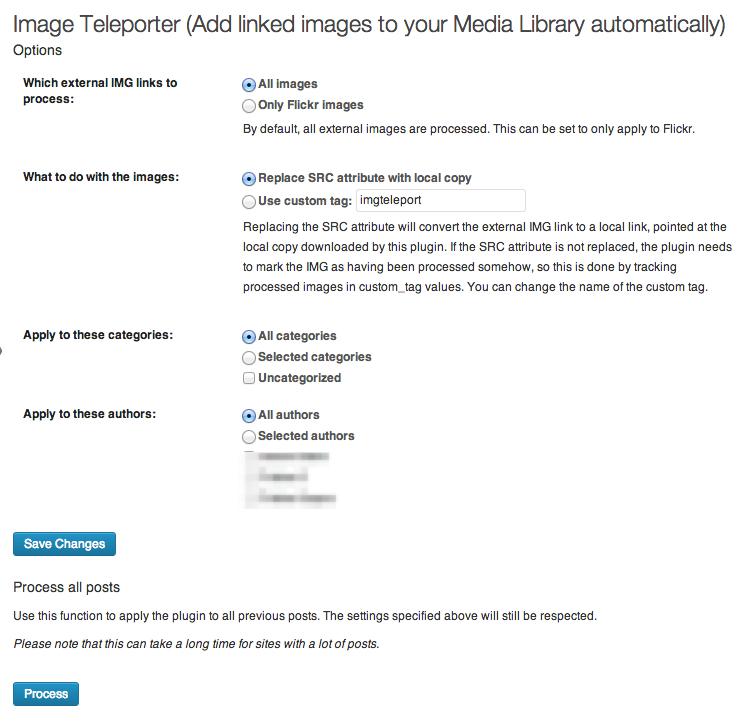 Image Teleporter (Add linked images to your Media Library automatically)
Options
Which external IMG links to
process:
All images
Only Flickr images
By default, all external images are processed. This can be set to only apply to Flickr.
What to do with the images:
Replace SRC attribute with local copy
Use custom tag: imgteleport
Replacing the SRC attribute will convert the external IMG link to a local link, pointed at the
local copy downloaded by this plugin. If the SRC attribute is not replaced, the plugin needs
to mark the IMG as having been processed somehow, so this is done by tracking
processed images in custom_tag values. You can change the name of the custom tag.
Apply to these categories:
All categories
Selected categories
Uncategorized
Apply to these authors:
All authors
Selected authors
Save Changes
Process all posts
Use this function to apply the plugin to all previous posts. The settings specified above will still be respected.
Please note that this can take a long time for sites with a lot of posts.
Process